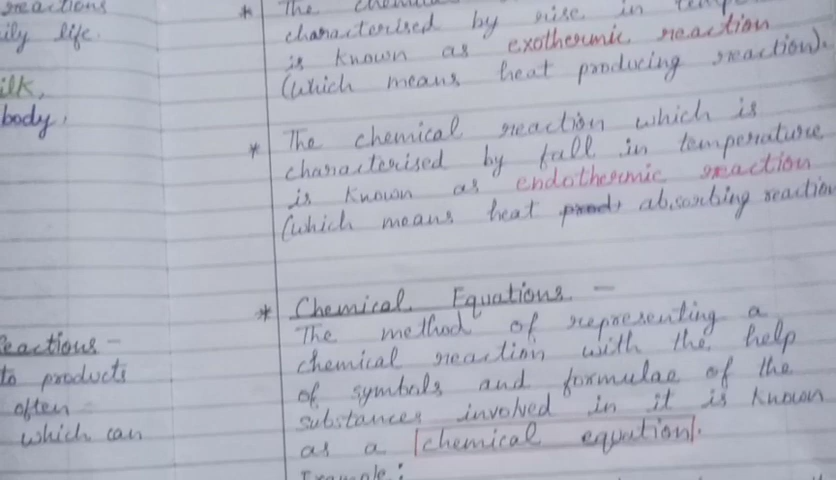 reactions
ily life.
ilk,
body.
eactions -
to products
often
which can
* The
characterised by rise in
is known as exothermic reaction
(which means heat producing reaction).
* The chemical reaction which is
characterised by fall in temperature
is known as endothermic reaction
(which means heat absorbing reaction
* Chemical Equations -
The method of representing a
chemical reaction with the help
of symbols and formulae of the
substances involved in it is known
as a chemical equation.
Example: